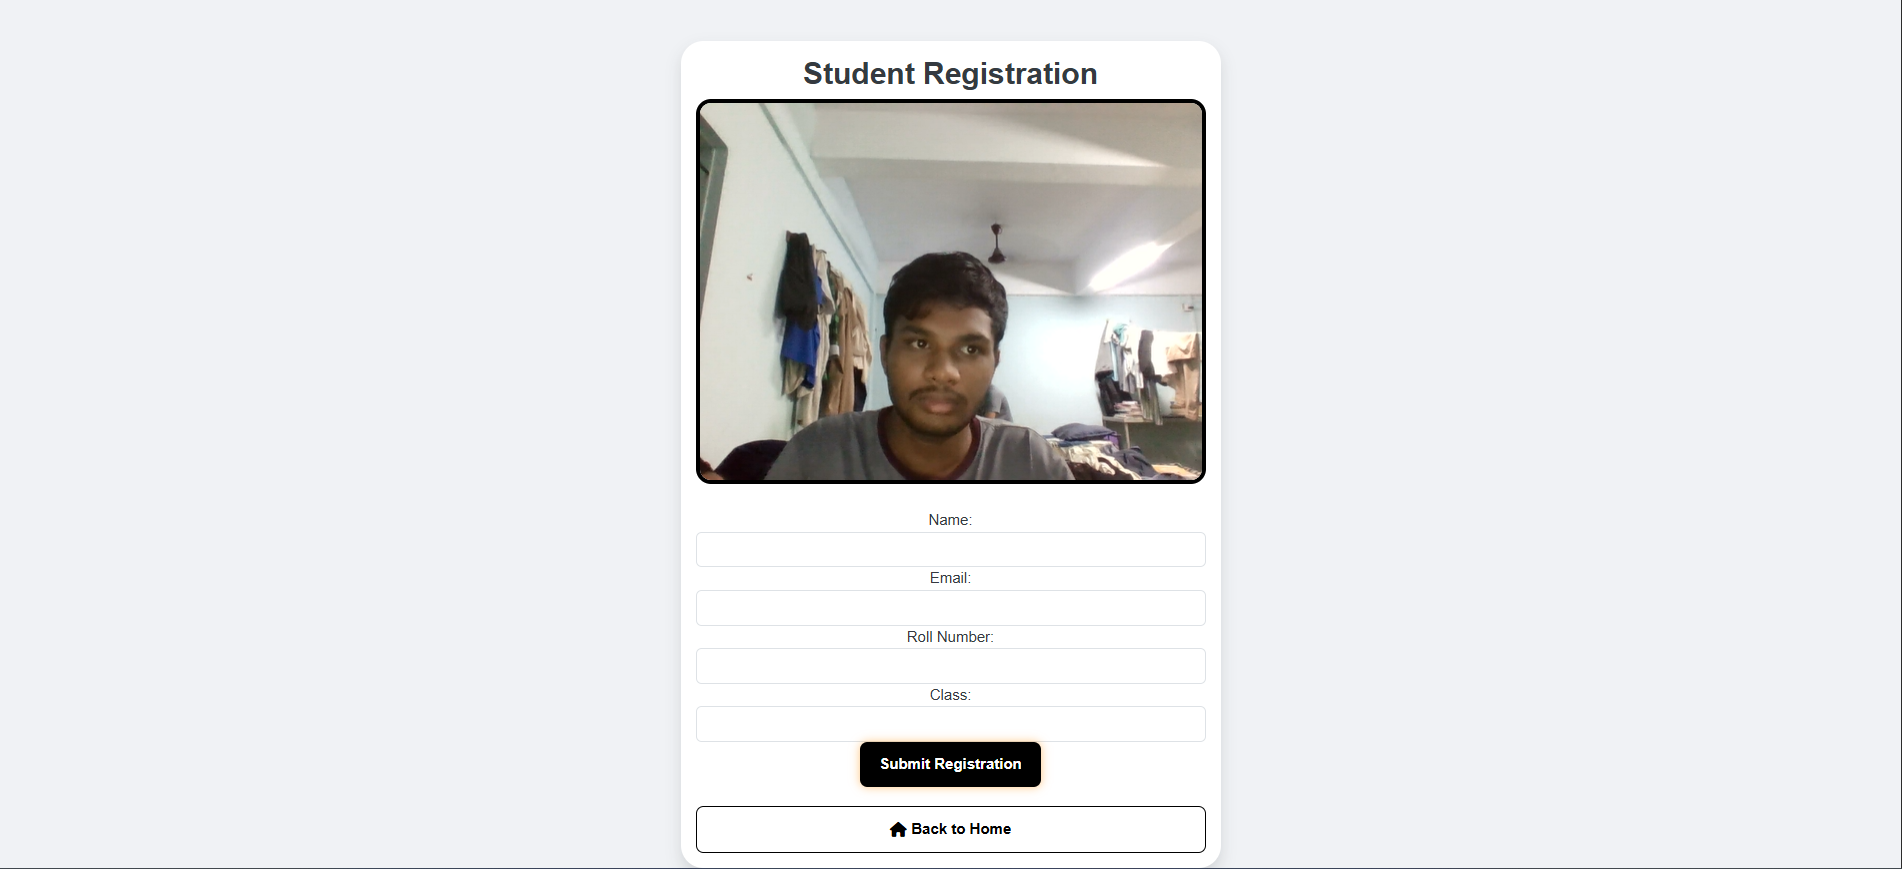 Student Registration
Name:
Email:
Roll Number:
Class:
Submit Registration
Back to Home